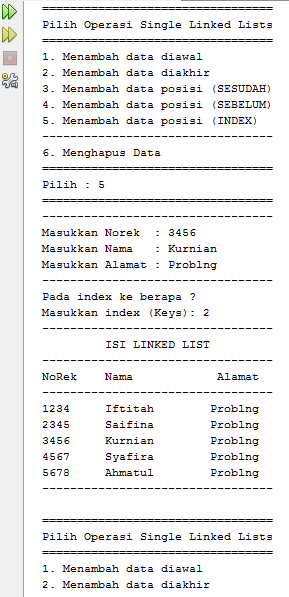 =================================
Pilih Operasi Single Linked Lists
=================================
1. Menambah data diawal
2. Menambah data diakhir
3. Menambah data posisi (SESUDAH)
4. Menambah data posisi (SEBELUM)
5. Menambah data posisi (INDEX)
---------------------------------
6. Menghapus Data
=================================
Pilih : 5
=================================
---------------------------------
Masukkan Norek  : 3456
Masukkan Nama   : Kurnian
Masukkan Alamat : Problng
---------------------------------
Pada index ke berapa ?
Masukkan index (Keys): 2
---------------------------------
         ISI LINKED LIST
---------------------------------
NoRek    Nama            Alamat
---------------------------------
1234     Iftitah        Problng
2345     Saifina        Problng
3456     Kurnian        Problng
4567     Syafira        Problng
5678     Ahmatul        Problng
---------------------------------
=================================
Pilih Operasi Single Linked Lists
=================================
1. Menambah data diawal
2. Menambah data diakhir